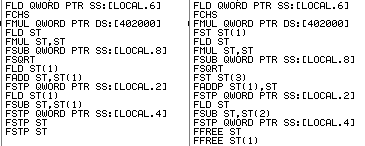 FLD QWORD PTR SS:[LOCAL.6]
FCHS
FMUL QWORD PTR DS:[402000]
FLD ST
FMUL ST,ST
FSUB QWORD PTR SS:[LOCAL.8]
FSQRT
FLD ST(1)
FADD ST,ST(1)
FSTP QWORD PTR SS:[LOCAL.2]
FLD ST(1)
FSUB ST,ST(1)
FSTP QWORD PTR SS:[LOCAL.4]
FSTP ST
FSTP ST
FLD QWORD PTR SS:[LOCAL.6]
FCHS
FMUL QWORD PTR DS:[402000]
FST ST(1)
FLD ST
FMUL ST,ST
FSUB QWORD PTR SS:[LOCAL.8]
FSQRT
FST ST(3)
FADDP ST(1),ST
FSTP QWORD PTR SS:[LOCAL.2]
FLD ST
FSUB ST,ST(2)
FSTP QWORD PTR SS:[LOCAL.4]
FFREE ST
FFREE ST(1)